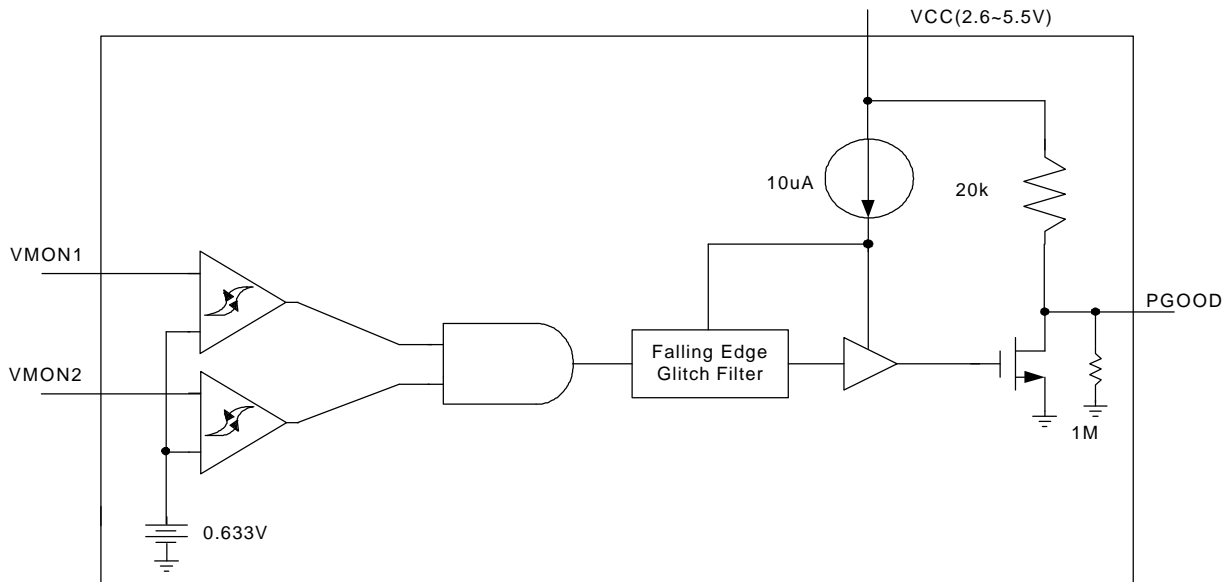 VCC(2.6~5.5V)
10uA
20k
VMON1
PGOOD
Falling Edge
Glitch Filter
VMON2
1M
0.633V